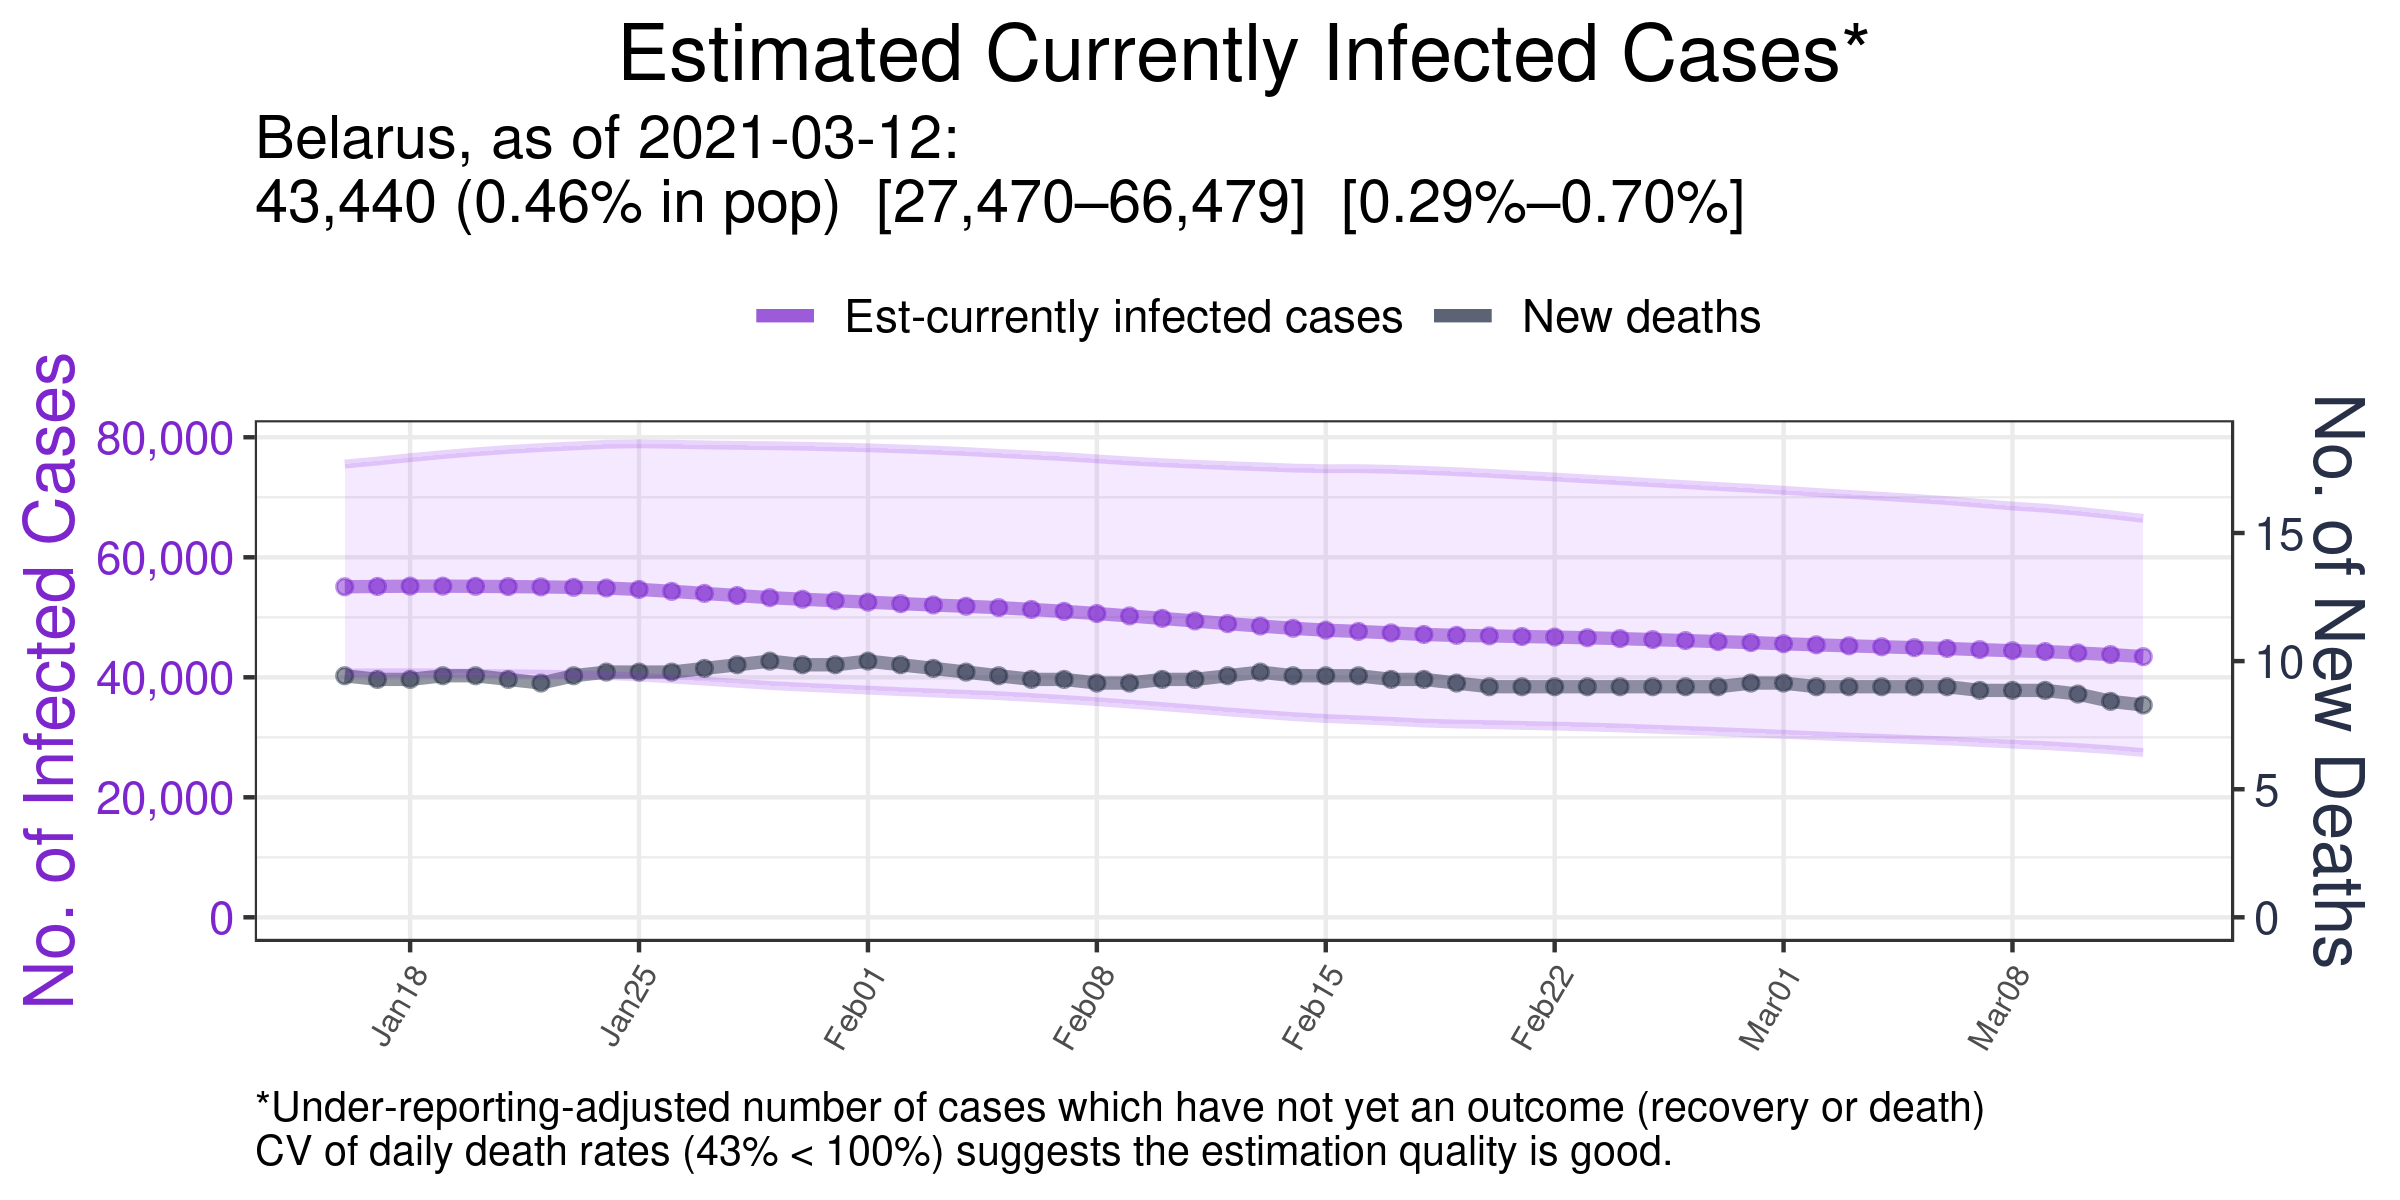 Estimated Currently Infected Cases*
Belarus, as of 2021-03-12:
43,440 (0.46% in pop)  [27,470–66,479]  [0.29%–0.70%]
Est-currently infected cases
New deaths
No. of Infected Cases
80,000
60,000
40,000
20,000
0
No. of New Deaths
15
10
5
0
Jan18
Jan25
Feb01
Feb08
Feb15
Feb22
Mar01
Mar08
*Under-reporting-adjusted number of cases which have not yet an outcome (recovery or death)
CV of daily death rates (43% < 100%) suggests the estimation quality is good.